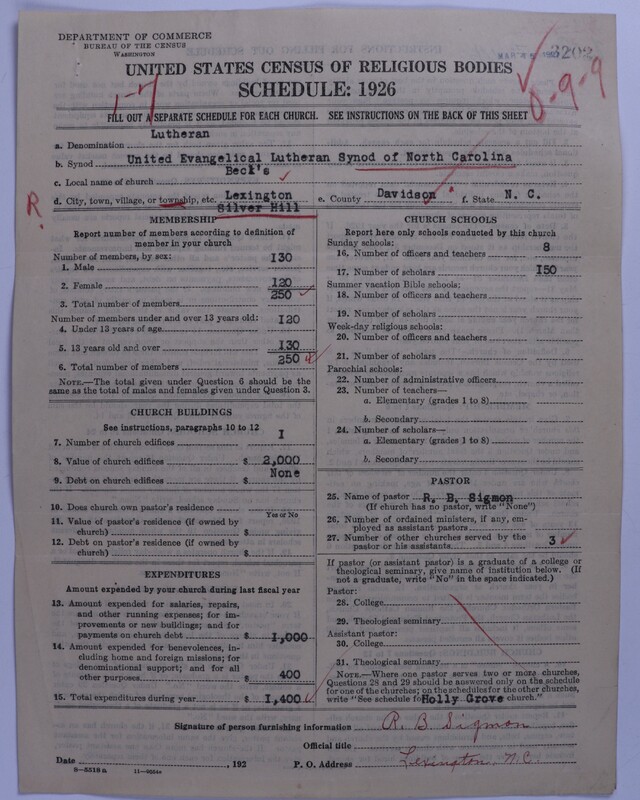 DEPARTMENT OF COMMERCE
BUREAU OF THE CENSUS
WASHINGTON
3202
UNITED STATES CENSUS OF RELIGIOUS BODIES
SCHEDULE: 1926
1-17
0-9-9
FILL OUT A SEPARATE SCHEDULE FOR EACH CHURCH. SEE INSTRUCTIONS ON THE BACK OF THIS SHEET
a. Denomination Lutheran
b. Synod United Evangelical Lutheran Synod of North Carolina
c. Local name of church Beck's
R.
d. City, town, village, or township, etc. Lexington Silver Hill e. County Davidson f. State N. C.
MEMBERSHIP
Report number of members according to definition of
member in your church
Number of members, by sex:
1. Male 130
2. Female 120
3. Total number of members 250
Number of members under and over 13 years old:
4. Under 13 years of age 120
5. 13 years old and over 130
6. Total number of members 250
NOTE.—The total given under Question 6 should be
same as the total of males and females given under Question 3.
CHURCH BUILDINGS
See instructions, paragraphs 10 to 12
7. Number of church edifices 1
8. Value of church edifices $ 2,000
9. Debt on church edifices $ None
10. Does church own pastor's residence
Yes or No
11. Value of pastor's residence (if owned by
church) $
12. Debt on pastor's residence (if owned by
church) $
EXPENDITURES
Amount expended by your church during last fiscal year
13. Amount expended for salaries, repairs,
and other running expenses; for im-
provements or new buildings; and for
payments on church debt $ 1,000
14. Amount expended for benevolences, in-
cluding home and foreign missions; for
denominational support; and for all
other purposes. $ 400
15. Total expenditures during year $ 1,400
CHURCH SCHOOLS
Report here only schools conducted by this church
Sunday schools:
16. Number of officers and teachers 8
17. Number of scholars 150
Summer vacation Bible schools:
18. Number of officers and teachers
19. Number of scholars
Week-day religious schools:
20. Number of officers and teachers
21. Number of scholars
Parochial schools:
22. Number of administrative officers
23. Number of teachers—
a. Elementary (grades 1 to 8)
b. Secondary
24. Number of scholars—
a. Elementary (grades 1 to 8)
b. Secondary
PASTOR
25. Name of pastor R. B. Sigmon
(If church has no pastor, write "None")
26. Number of ordained ministers, if any, em-
ployed as assistant pastors
27. Number of other churches served by the
pastor or his assistants 3
If pastor (or assistant pastor) is a graduate of a college or
theological seminary, give name of institution below. (If
not a graduate, write "No" in the space indicated.)
Pastor:
28. College
29. Theological seminary
Assistant pastor:
30. College
31. Theological seminary
NOTE.—Where one pastor serves two or more churches,
Questions 28 and 29 should be answered only on the schedule
for one of the churches; on the schedules for the other churches,
write "See schedule for Holly Grove church."
Signature of person furnishing information R. B. Sigmon
Official title
Date , 192 P. O. Address Lexington, N.C.
8-5518a 11-9654